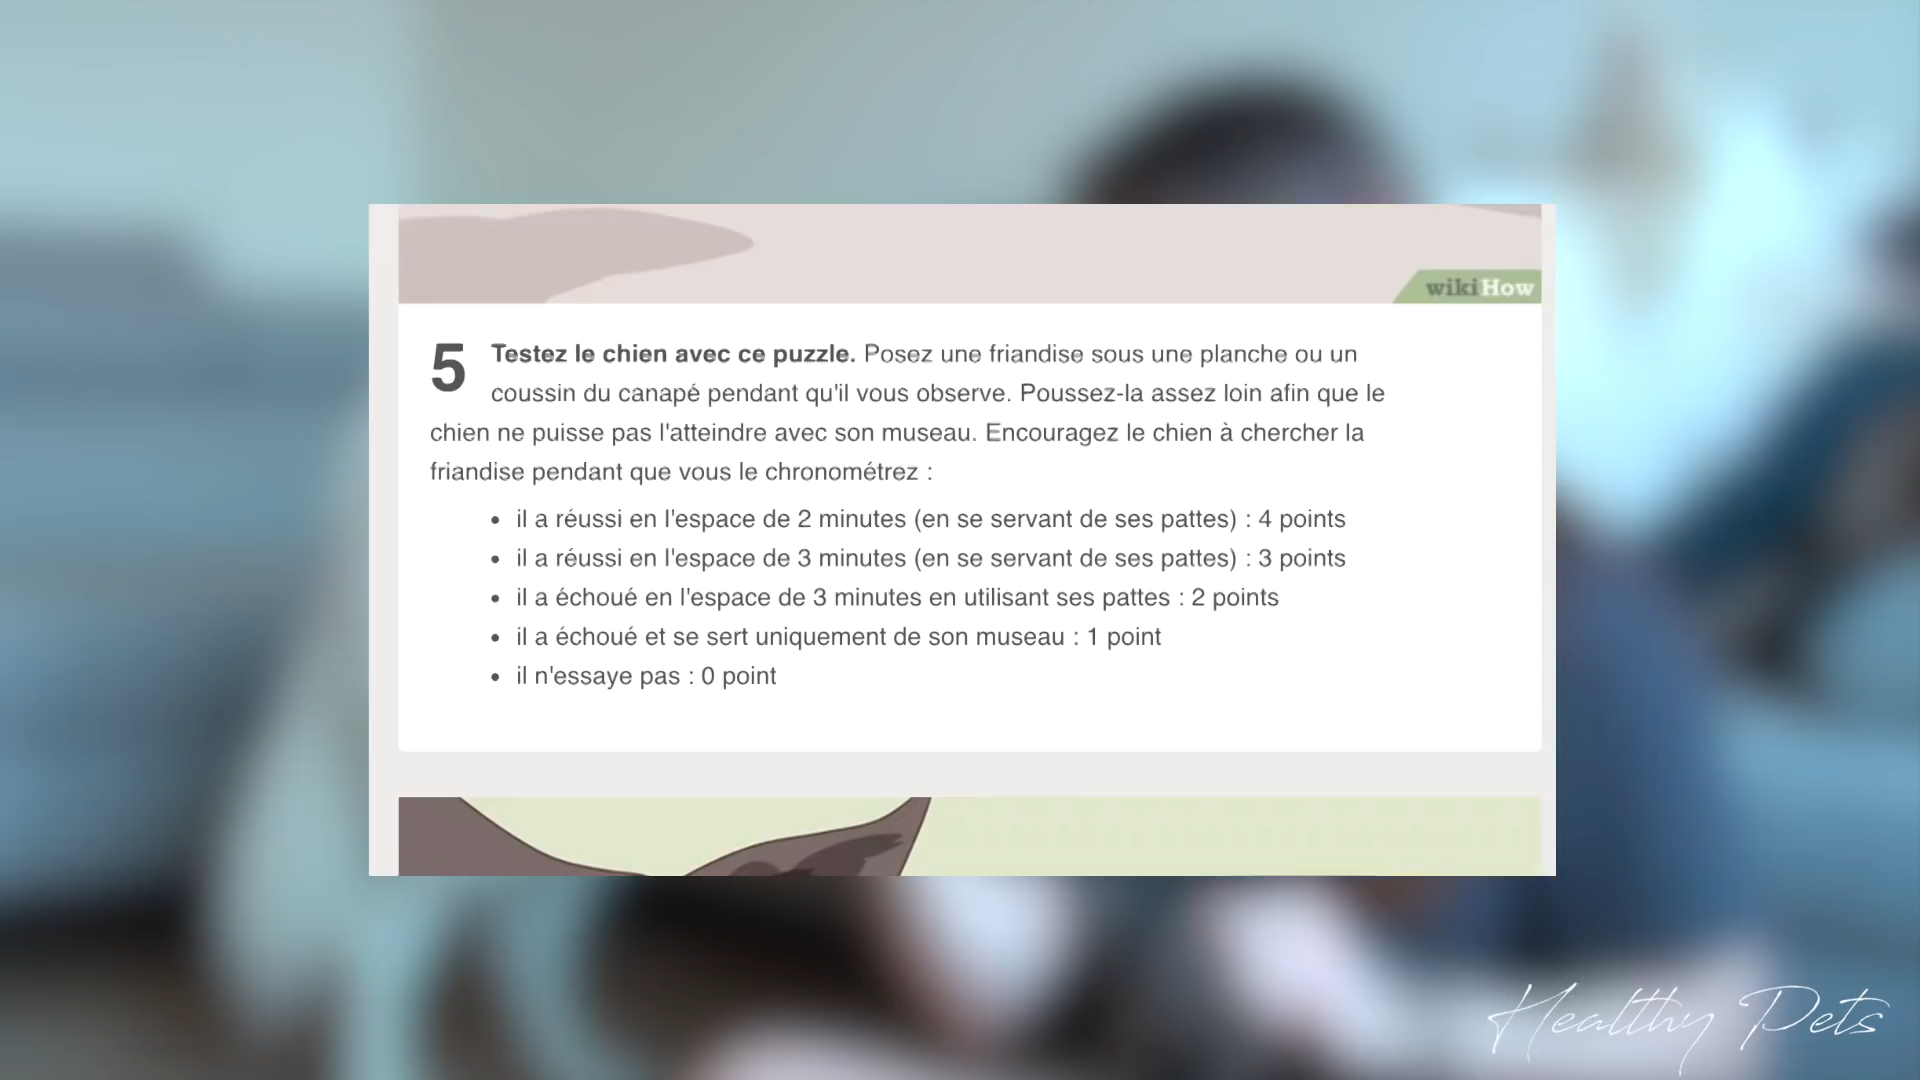 wikiHow
5 Testez le chien avec ce puzzle. Posez une friandise sous une planche ou un
coussin du canapé pendant qu'il vous observe. Poussez-la assez loin afin que le
chien ne puisse pas l'atteindre avec son museau. Encouragez le chien à chercher la
friandise pendant que vous le chronométrez :
• il a réussi en l'espace de 2 minutes (en se servant de ses pattes) : 4 points
• il a réussi en l'espace de 3 minutes (en se servant de ses pattes) : 3 points
• il a échoué en l'espace de 3 minutes en utilisant ses pattes : 2 points
• il a échoué et se sert uniquement de son museau : 1 point
• il n'essaye pas : 0 point
Healthy Pets